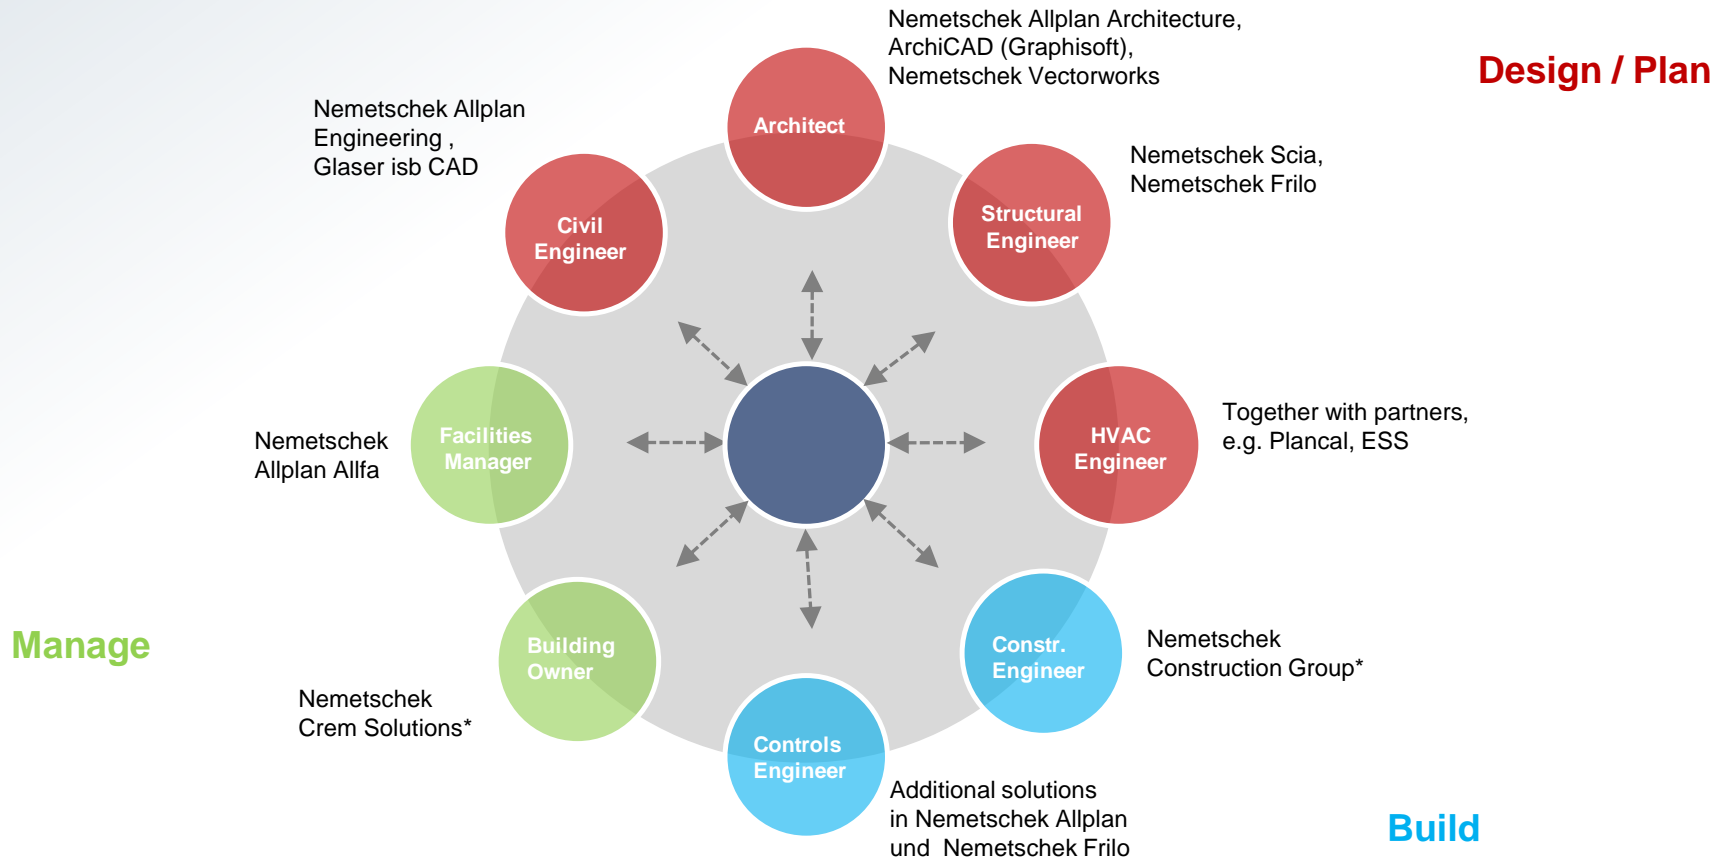 Nemetschek Allplan Architecture,
ArchiCAD (Graphisoft),
Nemetschek Vectorworks
Design / Plan
Nemetschek Allplan
Engineering ,
Glaser isb CAD
Architect
Nemetschek Scia,
Nemetschek Frilo
Civil
Engineer
Structural
Engineer
Nemetschek
Allplan Allfa
Facilities
Manager
HVAC
Engineer
Together with partners,
e.g. Plancal, ESS
Manage
Building
Owner
Constr.
Engineer
Nemetschek
Construction Group*
Nemetschek
Crem Solutions*
Controls
Engineer
Additional solutions
in Nemetschek Allplan
und Nemetschek Frilo
Build